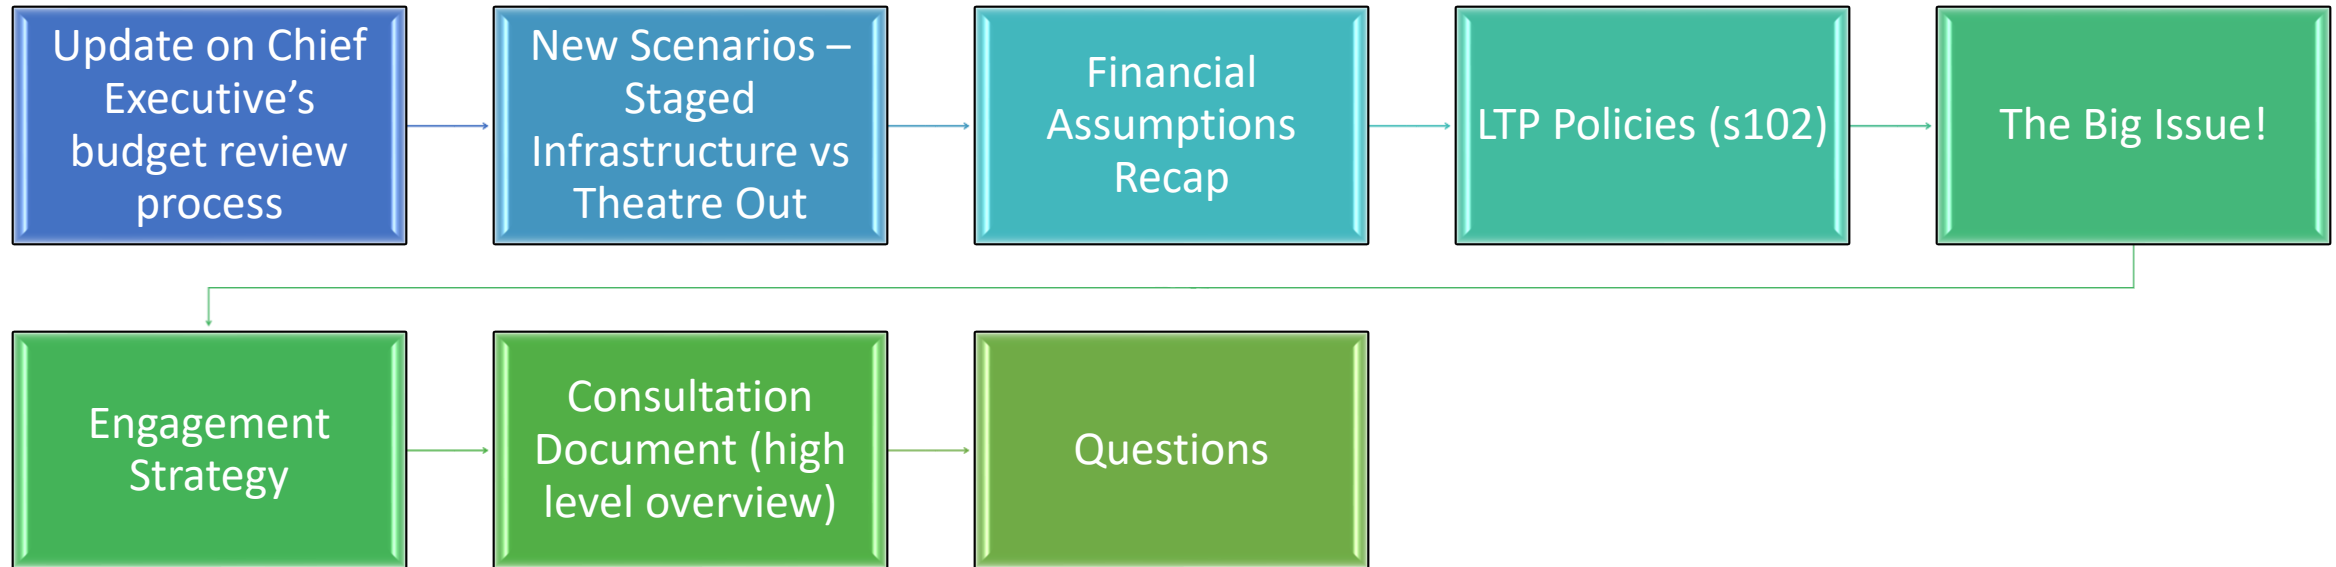 Update on Chief
Executive’s
budget review
process
New Scenarios –
Staged
Infrastructure vs
Theatre Out
Financial
Assumptions
Recap
LTP Policies (s102)
The Big Issue!
Engagement
Strategy
Consultation
Document (high
level overview)
Questions